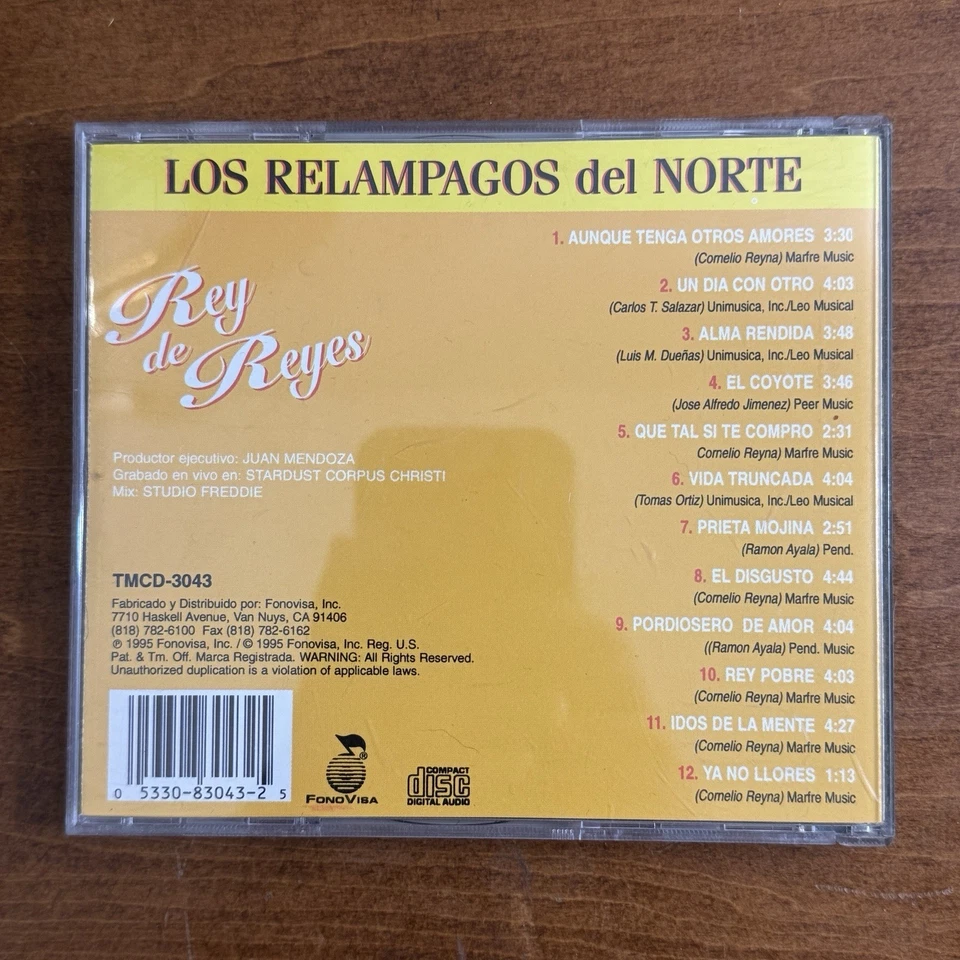 LOS RELAMPAGOS del NORTE
Rey
de Reyes
Productor ejecutivo: JUAN MENDOZA
Grabado en vivo en: STARDUST CORPUS CHRISTI
Mix: STUDIO FREDDIE
TMCD-3043
Fabricado y Distribuido por: Fonovisa, Inc.
7710 Haskell Avenue, Van Nuys, CA 91406
(818) 782-6100 Fax (818) 782-6162
℗ 1995 Fonovisa, Inc. / © 1995 Fonovisa, Inc. Reg. U.S.
Pat. & Tm. Off. Marca Registrada. WARNING: All Rights Reserved.
Unauthorized duplication is a violation of applicable laws.
0 5330-83043-2 5
FONOVISA ®
COMPACT
disc
DIGITAL AUDIO
1. AUNQUE TENGA OTROS AMORES 3:30
(Cornelio Reyna) Marfre Music
2. UN DIA CON OTRO 4:03
(Carlos T. Salazar) Unimusica, Inc./Leo Musical
3. ALMA RENDIDA 3:48
(Luis M. Dueñas) Unimusica, Inc./Leo Musical
4. EL COYOTE 3:46
(Jose Alfredo Jimenez) Peer Music
5. QUE TAL SI TE COMPRO 2:31
Cornelio Reyna) Marfre Music
6. VIDA TRUNCADA 4:04
(Tomas Ortiz) Unimusica, Inc./Leo Musical
7. PRIETA MOJINA 2:51
(Ramon Ayala) Pend.
8. EL DISGUSTO 4:44
(Cornelio Reyna) Marfre Music
9. PORDIOSERO DE AMOR 4:04
((Ramon Ayala) Pend. Music
10. REY POBRE 4:03
(Cornelio Reyna) Marfre Music
11. IDOS DE LA MENTE 4:27
(Cornelio Reyna) Marfre Music
12. YA NO LLORES 1:13
(Cornelio Reyna) Marfre Music